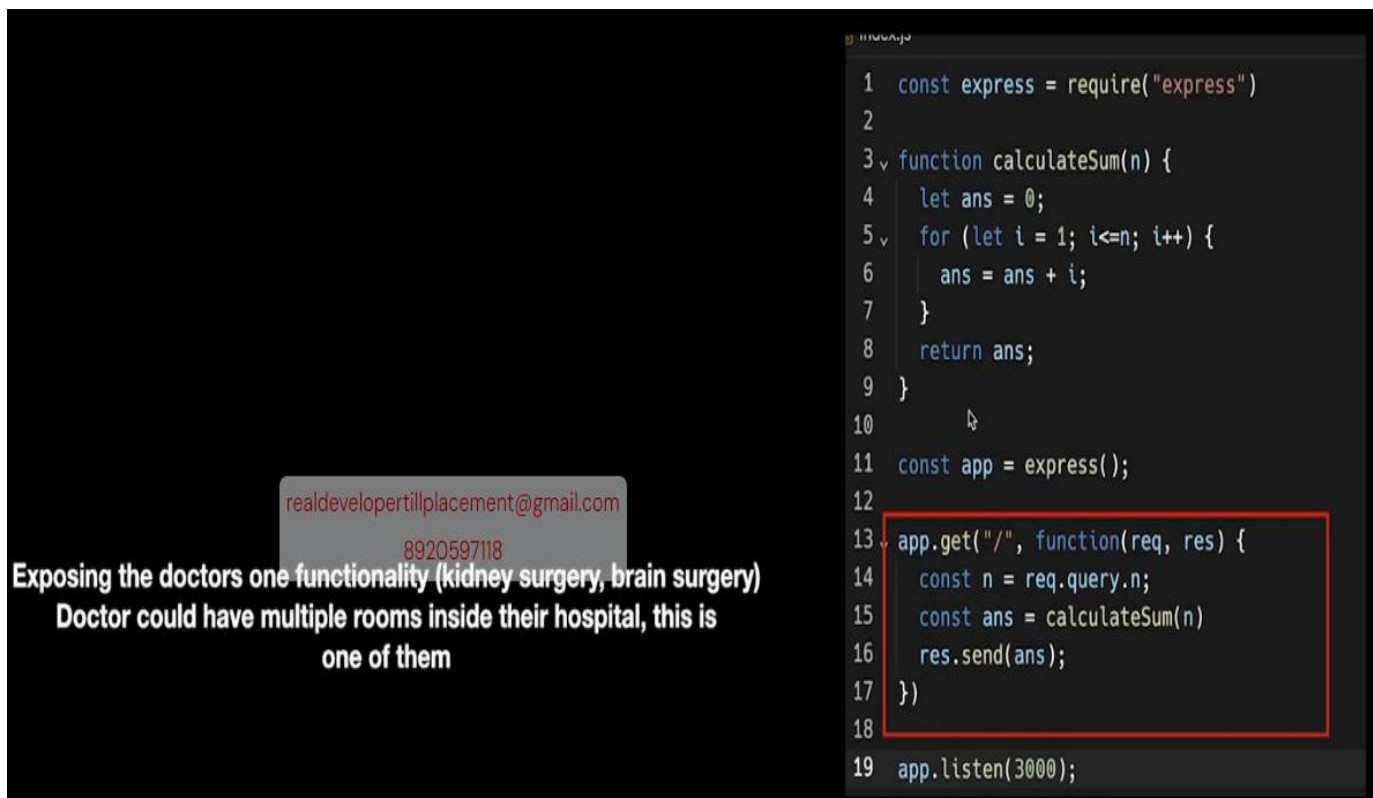 realdevelopertillplacement@gmail.com
8920597118
Exposing the doctors one functionality (kidney surgery, brain surgery)
Doctor could have multiple rooms inside their hospital, this is
one of them
index.js
1 const express = require("express")
2
3 function calculateSum(n) {
4 let ans = 0;
5 for (let i = 1; i<=n; i++) {
6 ans = ans + i;
7 }
8 return ans;
9 }
10
11 const app = express();
12
13 app.get("/", function(req, res) {
14 const n = req.query.n;
15 const ans = calculateSum(n)
16 res.send(ans);
17 })
18
19 app.listen(3000);